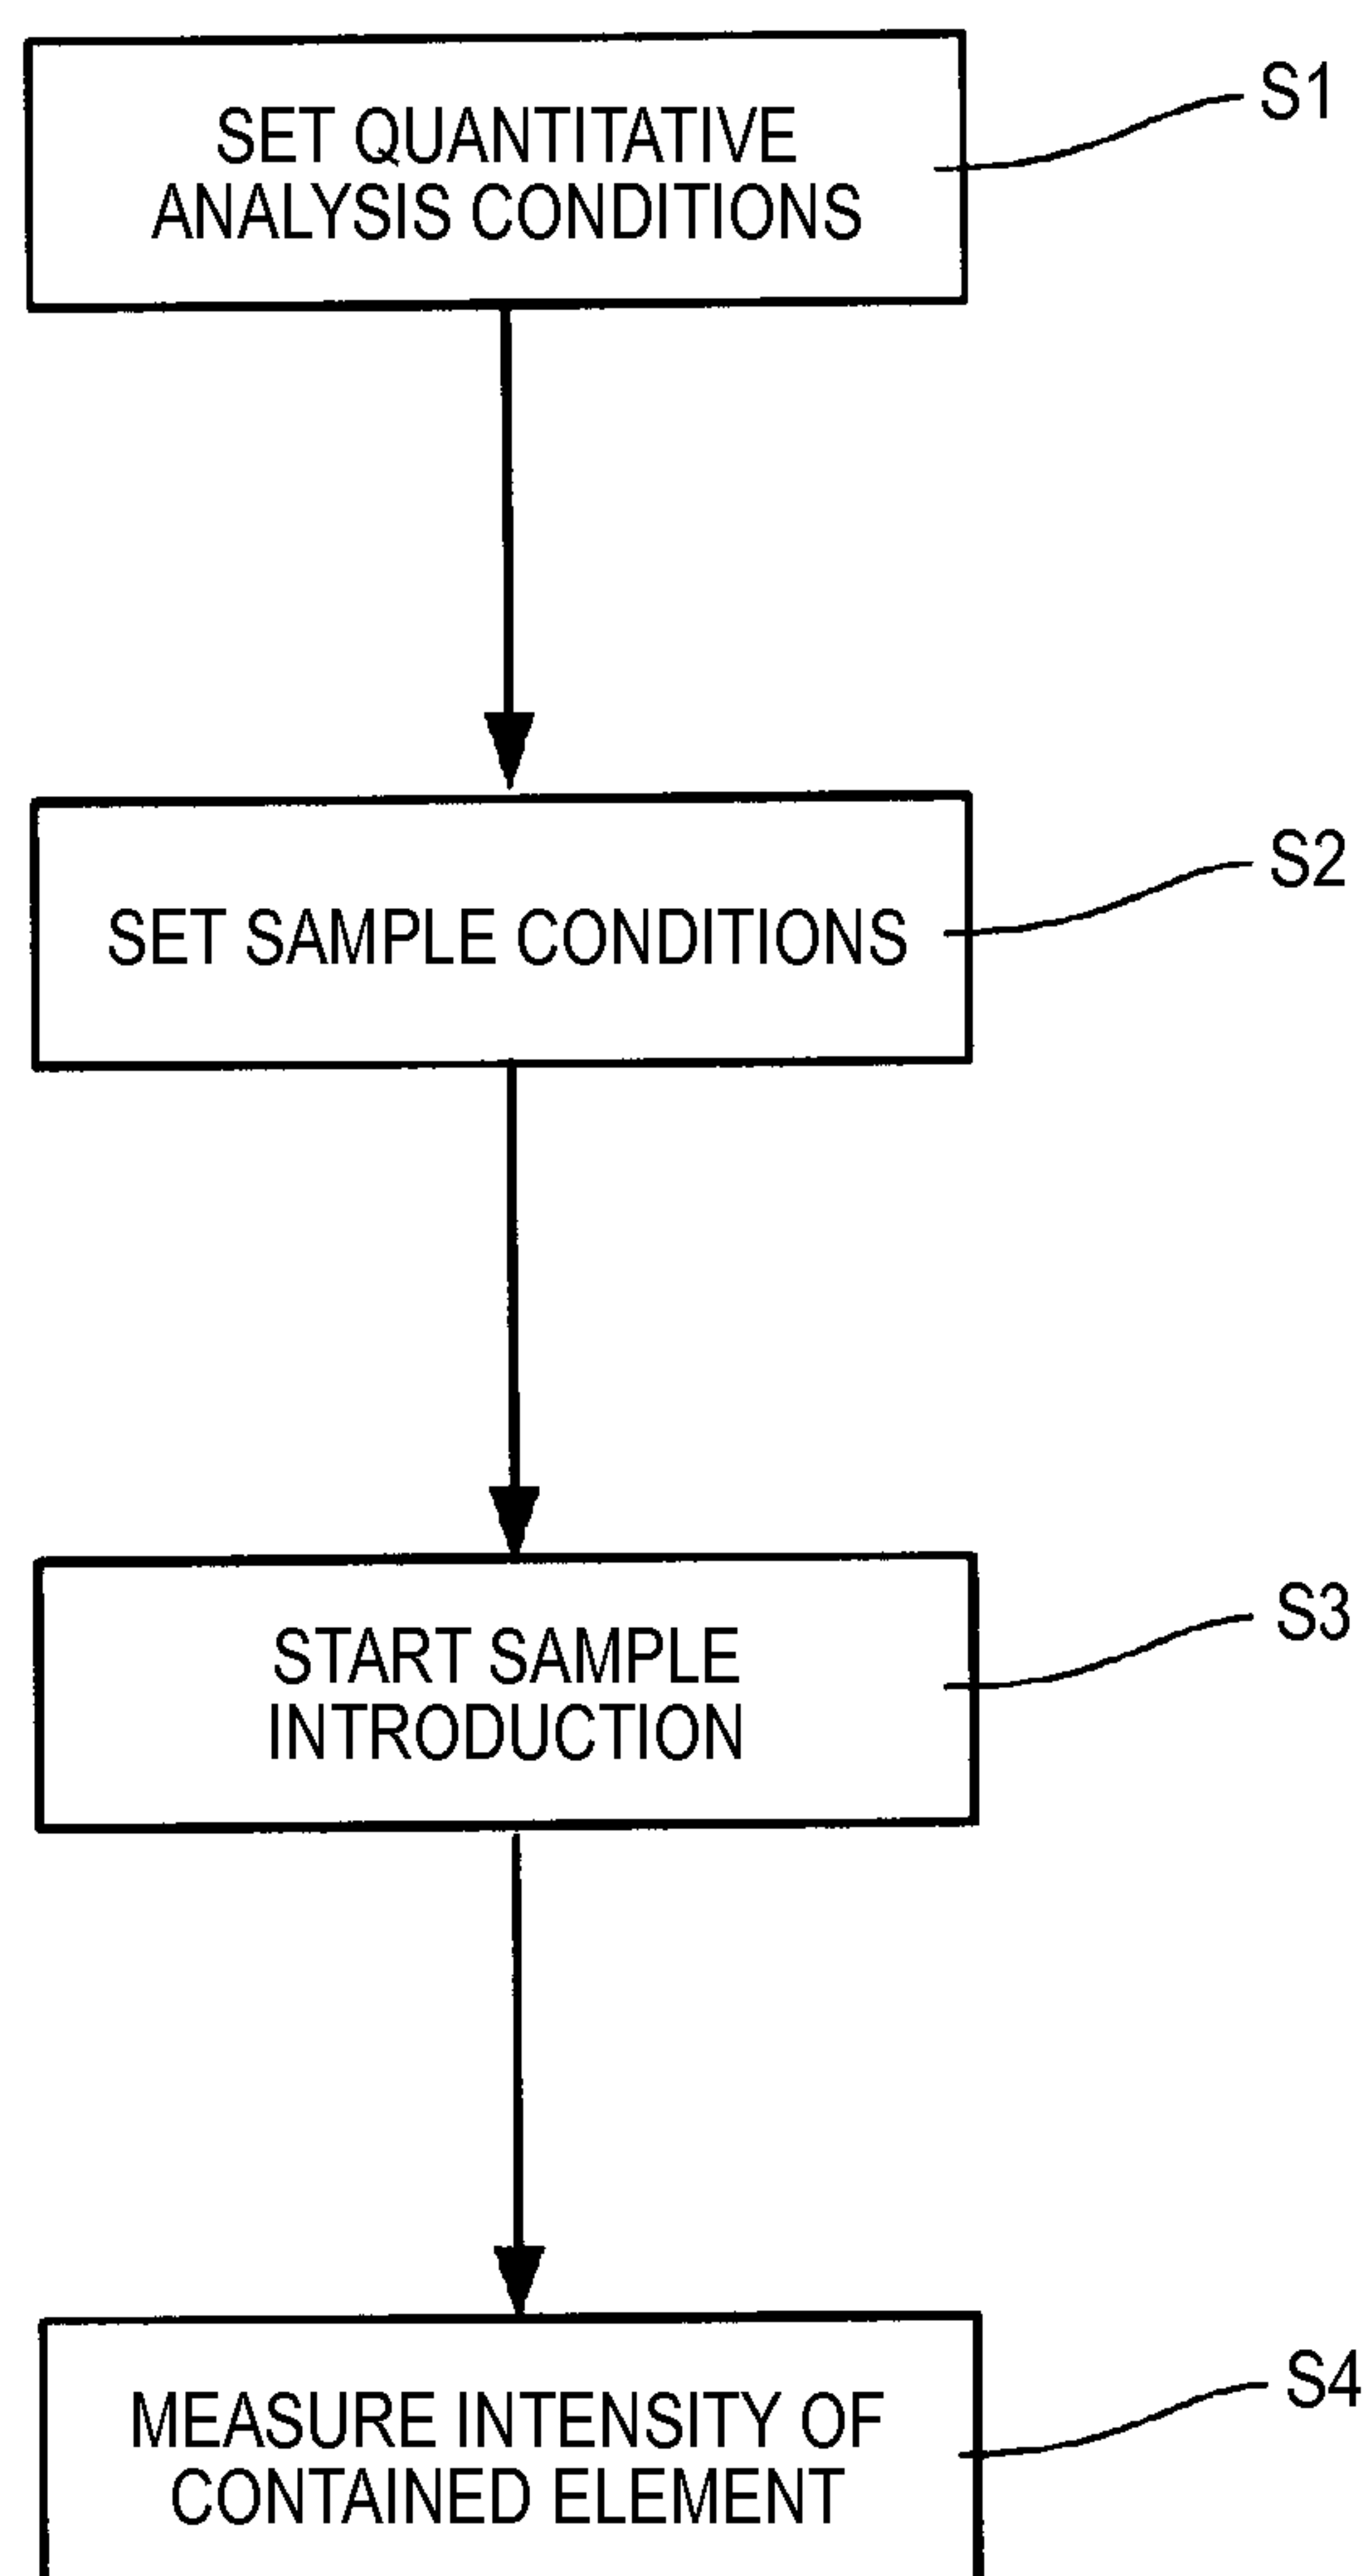 SET QUANTITATIVE
ANALYSIS CONDITIONS
S1
SET SAMPLE CONDITIONS
S2
START SAMPLE
INTRODUCTION
S3
MEASURE INTENSITY OF
CONTAINED ELEMENT
S4